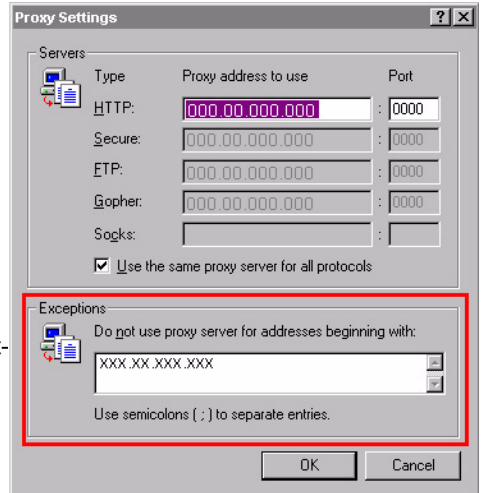 Proxy Settings
Servers
Type Proxy address to use Port
HTTP: 000.00.000.000 : 0000
Secure: 000.00.000.000 : 0000
FTP: 000.00.000.000 : 0000
Gopher: 000.00.000.000 : 0000
Socks: :
Use the same proxy server for all protocols
Exceptions
Do not use proxy server for addresses beginning with:
XXX.XX.XXX.XXX
Use semicolons ( ; ) to separate entries.
OK Cancel